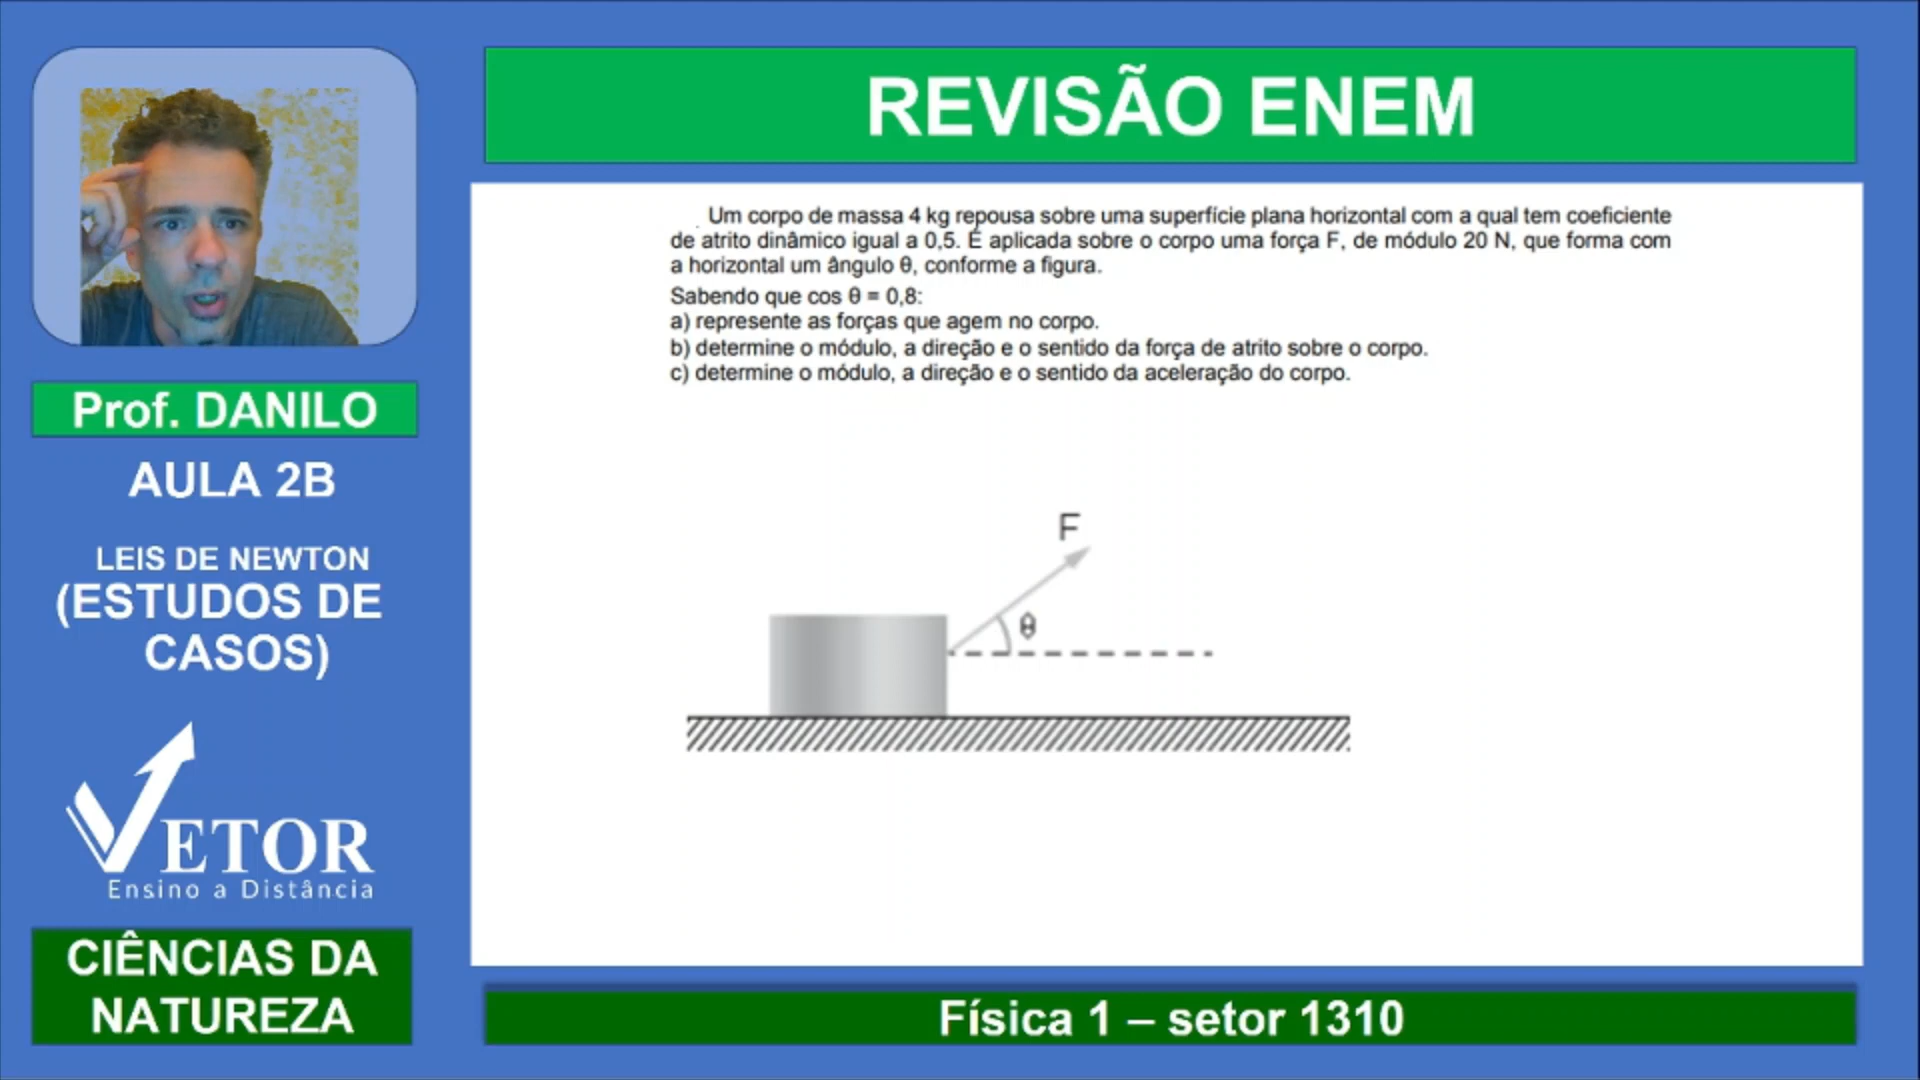 REVISÃO ENEM
Um corpo de massa 4 kg repousa sobre uma superfície plana horizontal com a qual tem coeficiente
de atrito dinâmico igual a 0,5. É aplicada sobre o corpo uma força F, de módulo 20 N, que forma com
a horizontal um ângulo θ, conforme a figura.
Sabendo que cos θ = 0,8:
a) represente as forças que agem no corpo.
b) determine o módulo, a direção e o sentido da força de atrito sobre o corpo.
c) determine o módulo, a direção e o sentido da aceleração do corpo.
F
θ
Prof. DANILO
AULA 2B
LEIS DE NEWTON
(ESTUDOS DE
CASOS)
VETOR
Ensino a Distância
CIÊNCIAS DA
NATUREZA
Física 1 – setor 1310